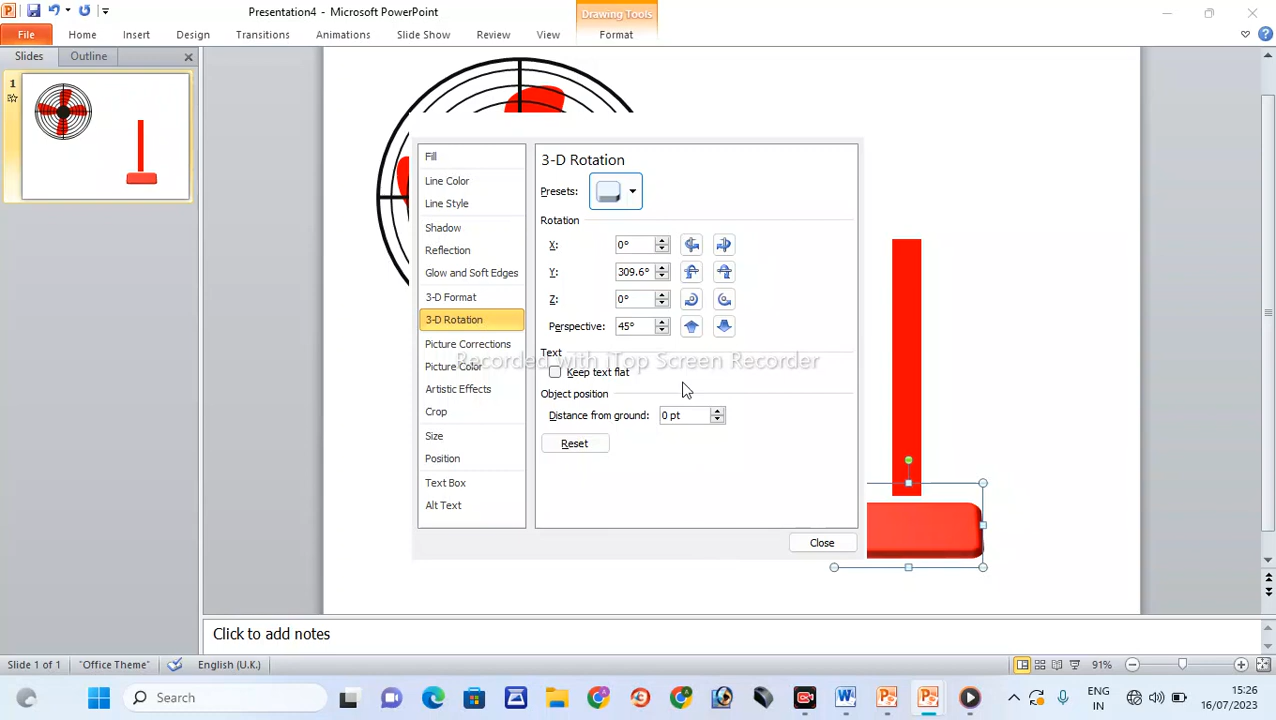 Presentation4 - Microsoft PowerPoint
Drawing Tools
File Home Insert Design Transitions Animations Slide Show Review View Format
Slides Outline
1
Fill
Line Color
Line Style
Shadow
Reflection
Glow and Soft Edges
3-D Format
3-D Rotation
Picture Corrections
Picture Color
Artistic Effects
Crop
Size
Position
Text Box
Alt Text
3-D Rotation
Presets:
Rotation
X: 0°
Y: 309.6°
Z: 0°
Perspective: 45°
Text
Recorded with iTop Screen Recorder
Keep text flat
Object position
Distance from ground: 0 pt
Reset
Close
Click to add notes
Slide 1 of 1 "Office Theme" English (U.K.) 91%
Search
ENG
IN
13:26
16/07/2023